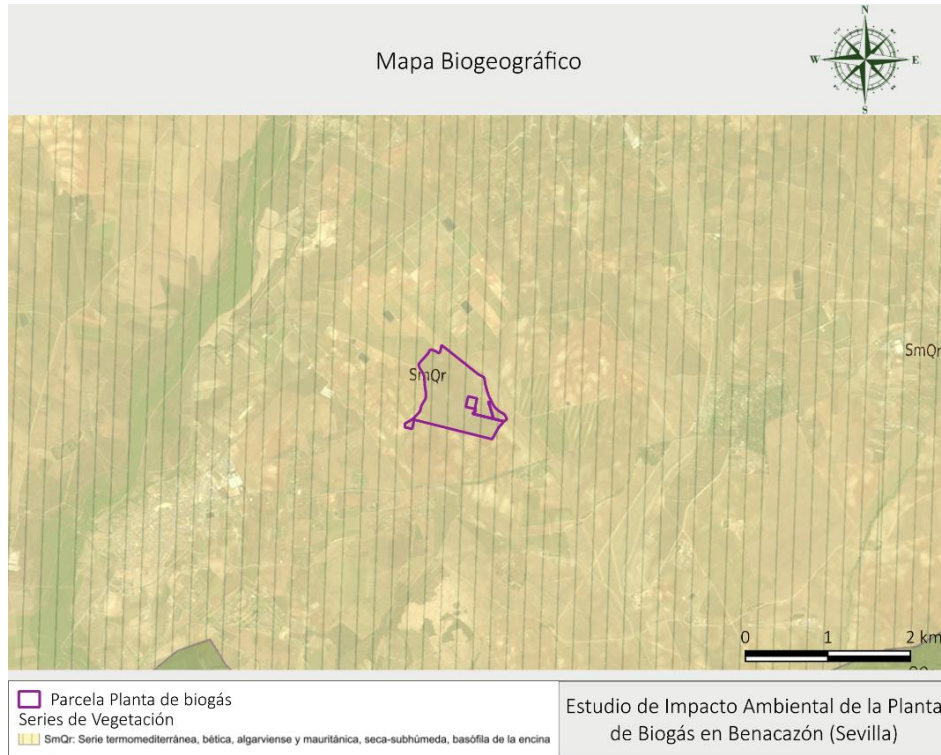 Mapa Biogeográfico
N
W
E
S
SmQr
SmQr
0 1 2 km
Parcela Planta de biogás
Series de Vegetación
SmQr: Serie termomediterránea, bética, algarviense y mauritánica, seca-subhúmeda, basófila de la encina
Estudio de Impacto Ambiental de la Planta
de Biogás en Benacazón (Sevilla)